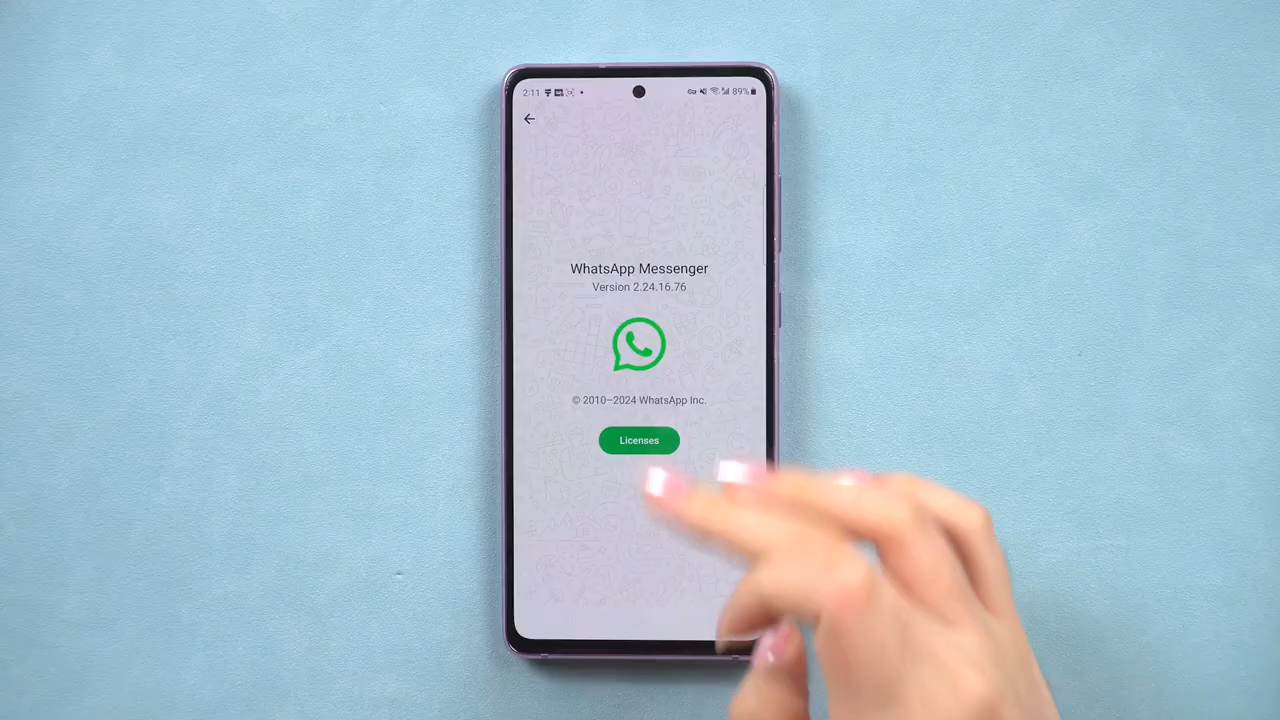 2:11 89%
WhatsApp Messenger
Version 2.24.16.76
© 2010–2024 WhatsApp Inc.
Licenses